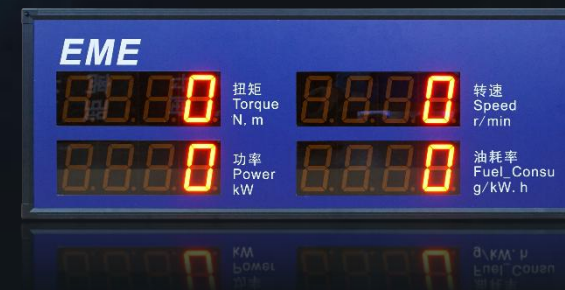 EME
0
扭矩
Torque
N. m
0
转速
Speed
r/min
0
功率
Power
kW
0
油耗率
Fuel_Consu
g/kW. h